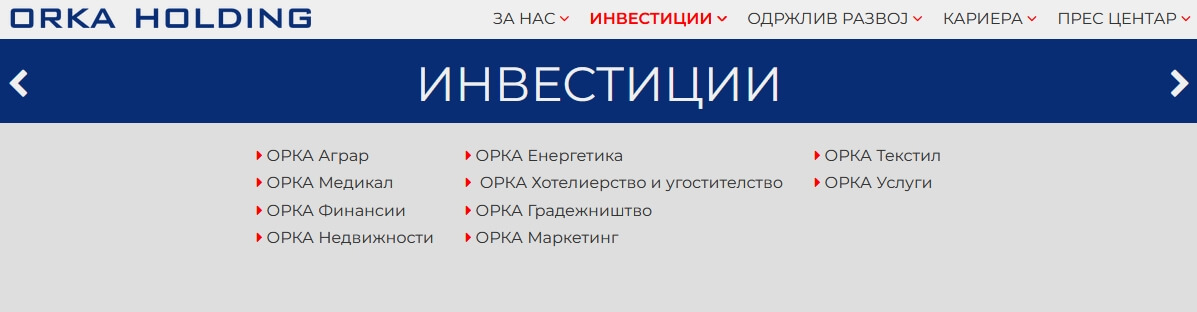 ORKA HOLDING
ЗА НАС
ИНВЕСТИЦИИ
ОДРЖЛИВ РАЗВОЈ
КАРИЕРА
ПРЕС ЦЕНТАР
ИНВЕСТИЦИИ
ОРКА Аграр
ОРКА Медикал
ОРКА Финансии
ОРКА Недвижности
ОРКА Енергетика
ОРКА Хотелиерство и угостителство
ОРКА Градежништво
ОРКА Маркетинг
ОРКА Текстил
ОРКА Услуги